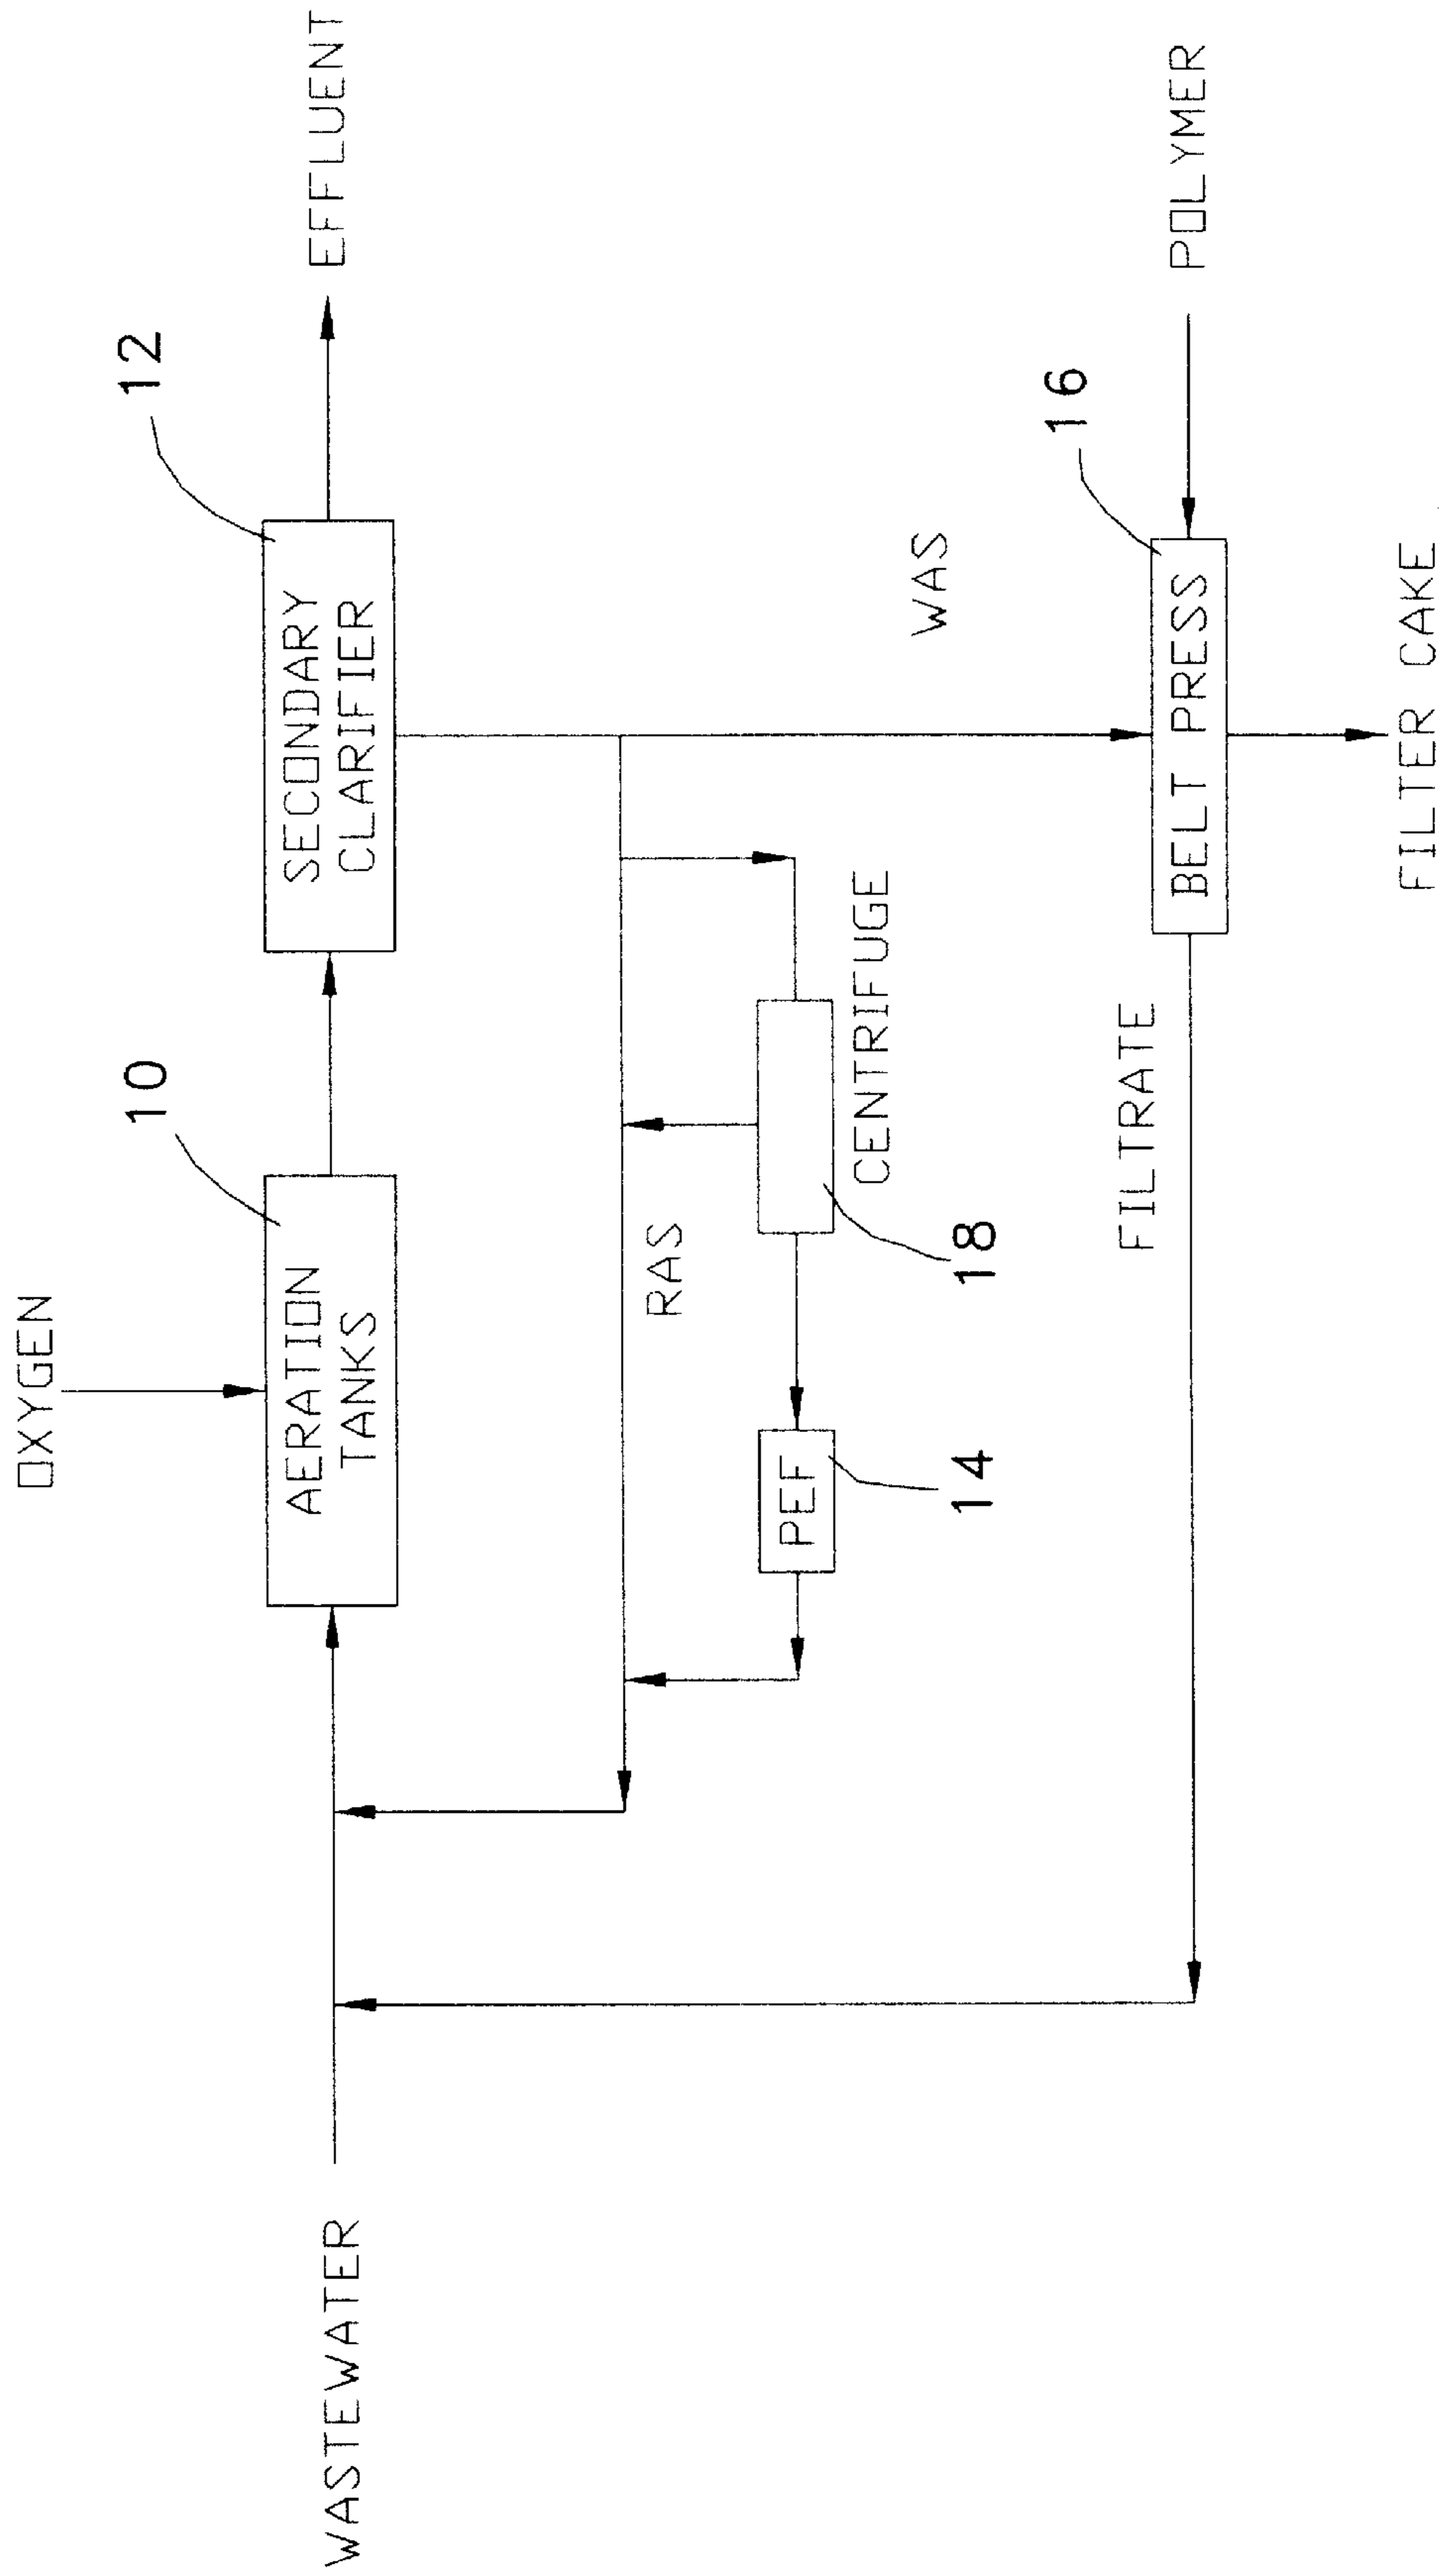 OXYGEN
10
12
WASTEWATER
AERATION
TANKS
SECONDARY
CLARIFIER
EFFLUENT
RAS
PEF
14
18
CENTRIFUGE
WAS
FILTRATE
16
BELT PRESS
POLYMER
FILTER CAKE